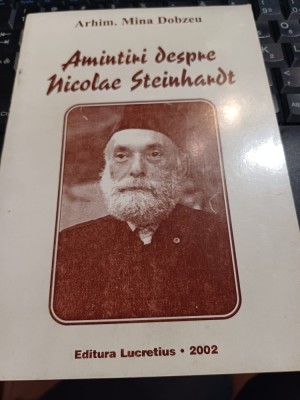 Arhim. Mina Dobzeu
Amintiri despre
Nicolae Steinhardt
Editura Lucretius • 2002